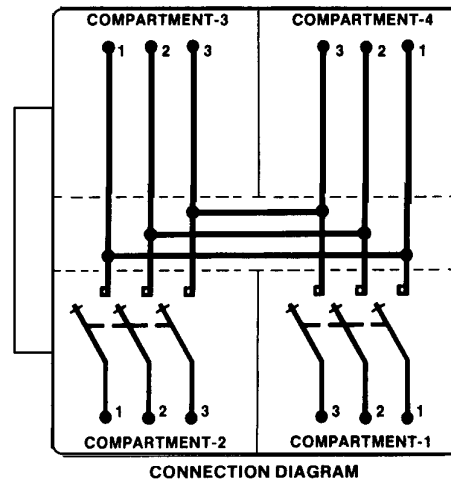 COMPARTMENT-3 COMPARTMENT-4
1 2 3 3 2 1
1 2 3 3 2 1
COMPARTMENT-2 COMPARTMENT-1
CONNECTION DIAGRAM